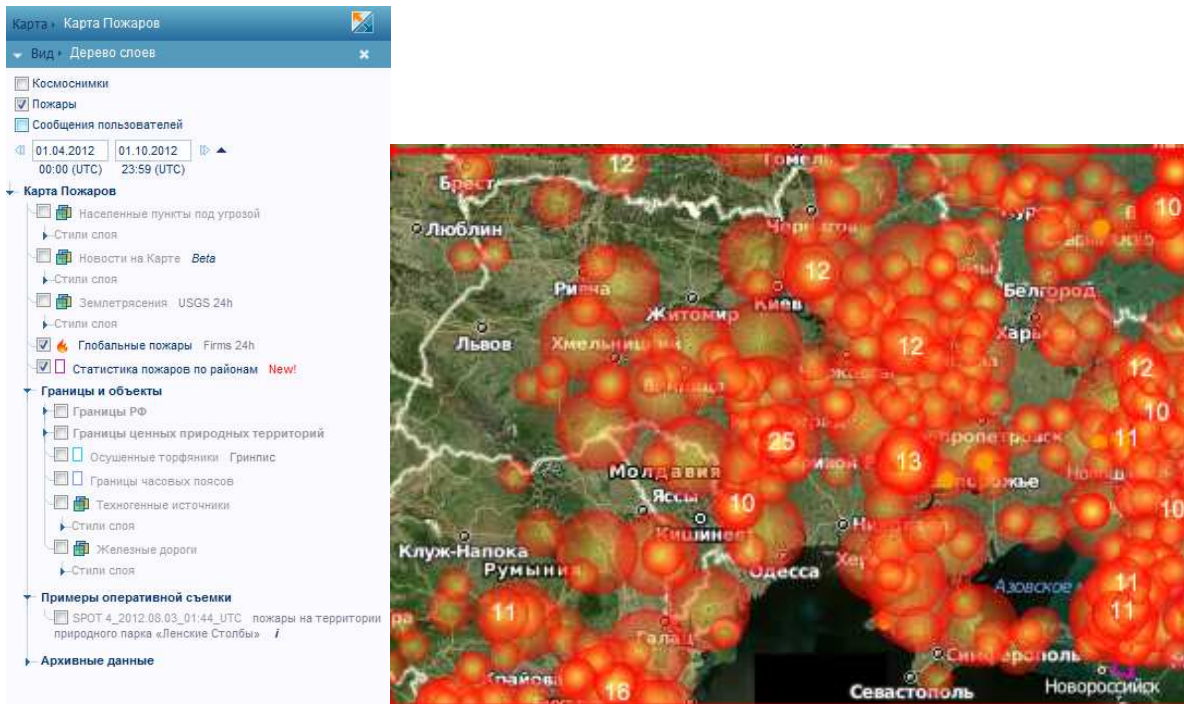 Карта Карта Пожаров
Вид Дерево слоев
Космоснимки
Пожары
Сообщения пользователей
01.04.2012 01.10.2012
00:00 (UTC) 23:59 (UTC)
Карта Пожаров
Населенные пункты под угрозой
Стили слоя
Новости на Карте Beta
Стили слоя
Землетрясения USGS 24h
Стили слоя
Глобальные пожары Firms 24h
Статистика пожаров по районам New!
Границы и объекты
Границы РФ
Границы ценных природных территорий
Осушенные торфяники Гринпис
Границы часовых поясов
Техногенные источники
Стили слоя
Железные дороги
Стили слоя
Примеры оперативной съемки
SPOT 4_2012.08.03_01:44_UTC пожары на территории
природного парка «Ленские Столбы» i
Архивные данные
12
Брест
10
Люблин
12
Белгород
Киев
Житомир
Львов
12
12
10
25
11
13
Молдавия
Яссы
10
10
Кишинев
Клуж-Напока
Румыния
Одесса
Азовское
11
11
11
Симферополь
Крайова
16
Севастополь
Новороссийск